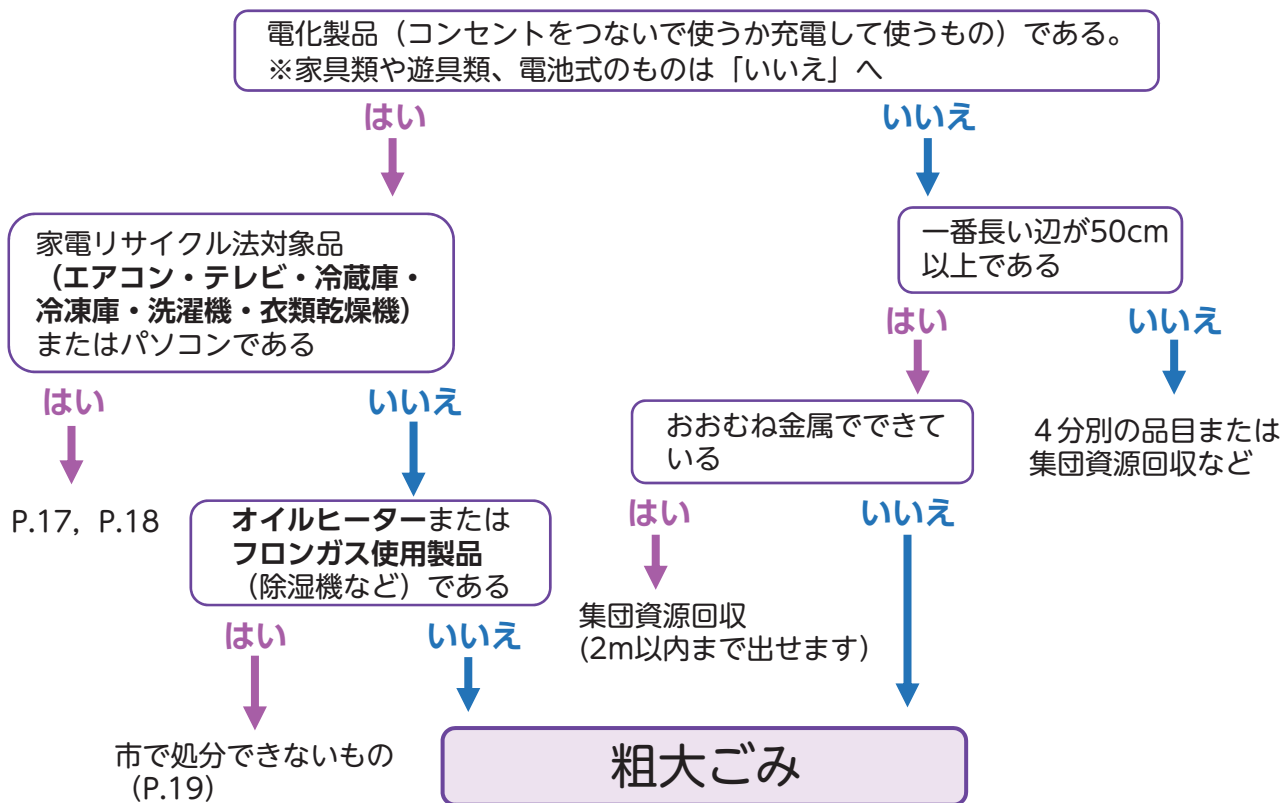 電化製品（コンセントをつないで使うか充電して使うもの）である。
※家具類や遊具類、電池式のものは「いいえ」へ
はい
いいえ
家電リサイクル法対象品
（エアコン・テレビ・冷蔵庫・
冷凍庫・洗濯機・衣類乾燥機）
またはパソコンである
一番長い辺が50cm
以上である
はい
いいえ
はい
いいえ
おおむね金属でできて
いる
４分別の品目または
集団資源回収など
P.17, P.18
オイルヒーターまたは
フロンガス使用製品
（除湿機など）である
はい
いいえ
集団資源回収
(2m以内まで出せます）
はい
いいえ
市で処分できないもの
（P.19）
粗大ごみ